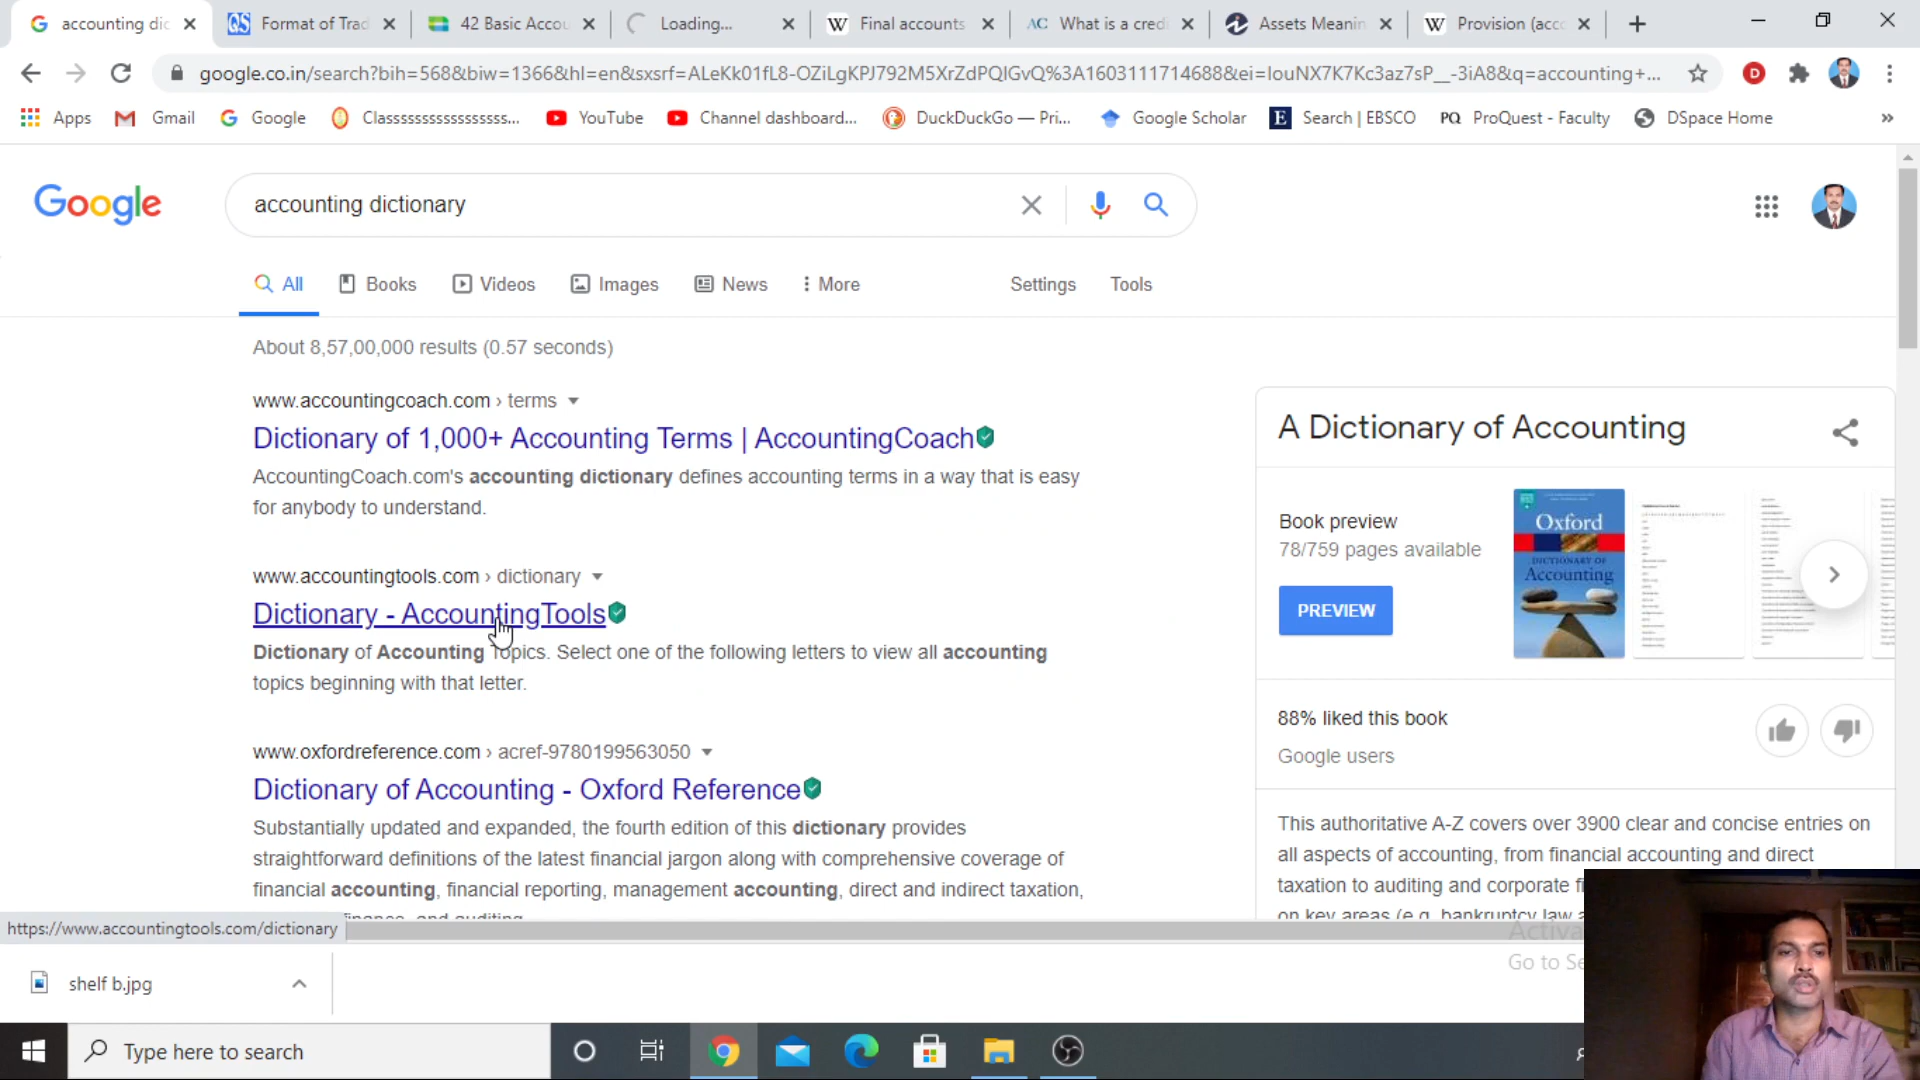 accounting dic
Format of Trad
42 Basic Accou
Loading...
Final accounts
What is a cred
Assets Meanin
Provision (acco
google.co.in/search?bih=568&biw=1366&hl=en&sxsrf=ALeKk01fL8-OZiLgKPJ792M5XrZdPQlGvQ%3A1603111714688&ei=IouNX7K7Kc3az7sP__-3iA8&q=accounting+...
Apps
Gmail
Google
Classssssssssssssssss...
YouTube
Channel dashboard...
DuckDuckGo — Pri...
Google Scholar
Search | EBSCO
ProQuest - Faculty
DSpace Home
Google
accounting dictionary
All
Books
Videos
Images
News
More
Settings
Tools
About 8,57,00,000 results (0.57 seconds)
www.accountingcoach.com › terms
Dictionary of 1,000+ Accounting Terms | AccountingCoach
AccountingCoach.com's accounting dictionary defines accounting terms in a way that is easy
for anybody to understand.
www.accountingtools.com › dictionary
Dictionary - AccountingTools
Dictionary of Accounting Topics. Select one of the following letters to view all accounting
topics beginning with that letter.
www.oxfordreference.com › acref-9780199563050
Dictionary of Accounting - Oxford Reference
Substantially updated and expanded, the fourth edition of this dictionary provides
straightforward definitions of the latest financial jargon along with comprehensive coverage of
financial accounting, financial reporting, management accounting, direct and indirect taxation,
finance, and auditing.
A Dictionary of Accounting
Book preview
78/759 pages available
PREVIEW
Oxford
DICTIONARY OF
Accounting
88% liked this book
Google users
This authoritative A-Z covers over 3900 clear and concise entries on
all aspects of accounting, from financial accounting and direct
taxation to auditing and corporate fi
on key areas (e.g. bankruptcy law a
https://www.accountingtools.com/dictionary
Activa
Go to Se
shelf b.jpg
Type here to search